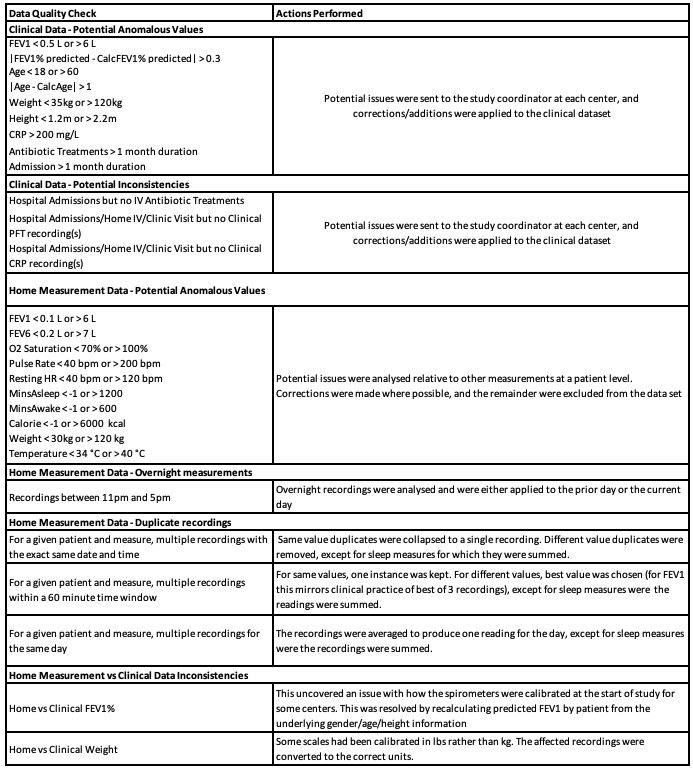 Data Quality Check
Actions Performed
Clinical Data - Potential Anomalous Values
FEV1 < 0.5 L or > 6 L
|FEV1% predicted - CalcFEV1% predicted| > 0.3
Age < 18 or > 60
|Age - CalcAge| > 1
Weight < 35kg or > 120kg
Height < 1.2m or > 2.2m
CRP > 200 mg/L
Antibiotic Treatments > 1 month duration
Admission > 1 month duration
Potential issues were sent to the study coordinator at each center, and
corrections/additions were applied to the clinical dataset
Clinical Data - Potential Inconsistencies
Hospital Admissions but no IV Antibiotic Treatments
Hospital Admissions/Home IV/Clinic Visit but no Clinical
PFT recording(s)
Hospital Admissions/Home IV/Clinic Visit but no Clinical
CRP recording(s)
Potential issues were sent to the study coordinator at each center, and
corrections/additions were applied to the clinical dataset
Home Measurement Data - Potential Anomalous Values
FEV1 < 0.1 L or > 6 L
FEV6 < 0.2 L or > 7 L
O2 Saturation < 70% or > 100%
Pulse Rate < 40 bpm or > 200 bpm
Resting HR < 40 bpm or > 120 bpm
MinsAsleep < -1 or > 1200
MinsAwake < -1 or > 600
Calorie < -1 or > 6000 kcal
Weight < 30kg or > 120 kg
Temperature < 34 °C or > 40 °C
Potential issues were analysed relative to other measurements at a patient level.
Corrections were made where possible, and the remainder were excluded from the data set
Home Measurement Data - Overnight measurements
Recordings between 11pm and 5pm
Overnight recordings were analysed and were either applied to the prior day or the current
day
Home Measurement Data - Duplicate recordings
For a given patient and measure, multiple recordings with
the exact same date and time
Same value duplicates were collapsed to a single recording. Different value duplicates were
removed, except for sleep measures for which they were summed.
For a given patient and measure, multiple recordings
within a 60 minute time window
For same values, one instance was kept. For different values, best value was chosen (for FEV1
this mirrors clinical practice of best of 3 recordings), except for sleep measures were the
readings were summed.
For a given patient and measure, multiple recordings for
the same day
The recordings were averaged to produce one reading for the day, except for sleep measures
were the recordings were summed.
Home Measurement vs Clinical Data Inconsistencies
Home vs Clinical FEV1%
This uncovered an issue with how the spirometers were calibrated at the start of study for
some centers. This was resolved by recalculating predicted FEV1 by patient from the
underlying gender/age/height information
Home vs Clinical Weight
Some scales had been calibrated in lbs rather than kg. The affected recordings were
converted to the correct units.